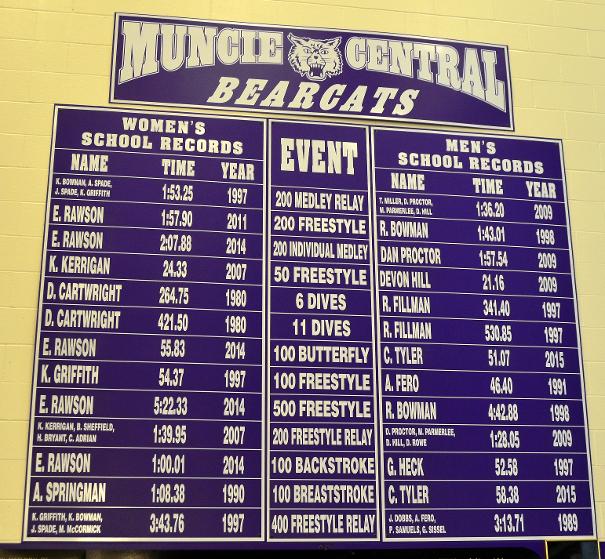 MUNCIE CENTRAL
BEARCATS
WOMEN'S
SCHOOL RECORDS
NAME TIME YEAR
K. BOWMAN, A. SPADE,
J. SPADE, K. GRIFFITH 1:53.25 1997
E. RAWSON 1:57.90 2011
E. RAWSON 2:07.88 2014
K. KERRIGAN 24.33 2007
D. CARTWRIGHT 264.75 1980
D. CARTWRIGHT 421.50 1980
E. RAWSON 55.83 2014
K. GRIFFITH 54.37 1997
E. RAWSON 5:22.33 2014
K. KERRIGAN, B. SHEFFIELD,
H. BRYANT, C. ADRIAN 1:39.95 2007
E. RAWSON 1:00.01 2014
A. SPRINGMAN 1:08.38 1990
K. GRIFFITH, K. BOWMAN,
J. SPADE, M. McCORMICK 3:43.76 1997
EVENT
200 MEDLEY RELAY
200 FREESTYLE
200 INDIVIDUAL MEDLEY
50 FREESTYLE
6 DIVES
11 DIVES
100 BUTTERFLY
100 FREESTYLE
500 FREESTYLE
200 FREESTYLE RELAY
100 BACKSTROKE
100 BREASTSTROKE
400 FREESTYLE RELAY
MEN'S
SCHOOL RECORDS
NAME TIME YEAR
T. MILLER, D. PROCTOR,
M. PARMERLEE, D. HILL 1:36.20 2009
R. BOWMAN 1:43.01 1998
DAN PROCTOR 1:57.54 2009
DEVON HILL 21.16 2009
R. FILLMAN 341.40 1997
R. FILLMAN 530.85 1997
C. TYLER 51.07 2015
A. FERO 46.40 1991
R. BOWMAN 4:42.88 1998
D. PROCTOR, M. PARMERLEE,
D. HILL, D. ROWE 1:28.05 2009
G. HECK 52.58 1997
C. TYLER 58.38 2015
J. DOBBS, A. FERO,
P. SAMUELS, G. SISSEL 3:13.71 1989